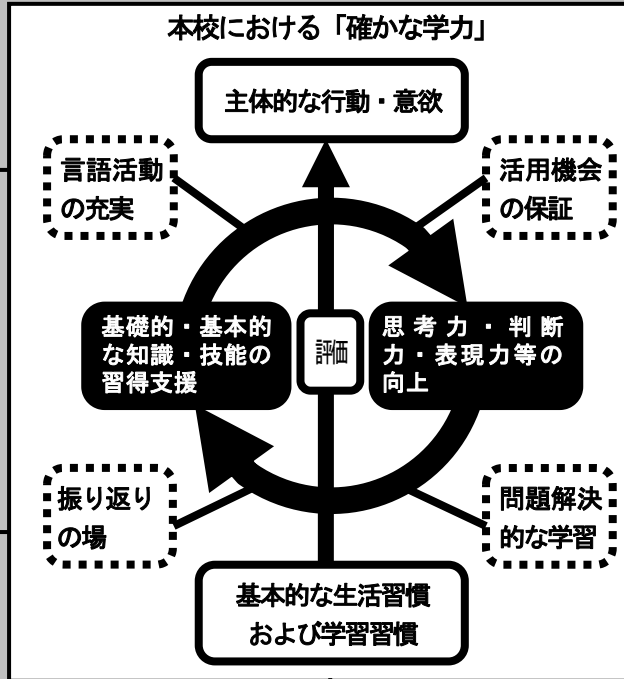 本校における「確かな学力」
主体的な行動・意欲
言語活動
の充実
活用機会
の保証
基礎的・基本的
な知識・技能の
習得支援
評価
思考力・判断
力・表現力等の
向上
振り返り
の場
問題解決
的な学習
基本的な生活習慣
および学習習慣